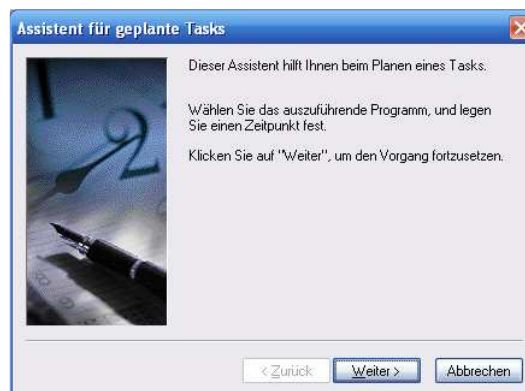 Assistent für geplante Tasks
Dieser Assistent hilft Ihnen beim Planen eines Tasks.
Wählen Sie das auszuführende Programm, und legen
Sie einen Zeitpunkt fest.
Klicken Sie auf "Weiter", um den Vorgang fortzusetzen.
< Zurück
Weiter >
Abbrechen